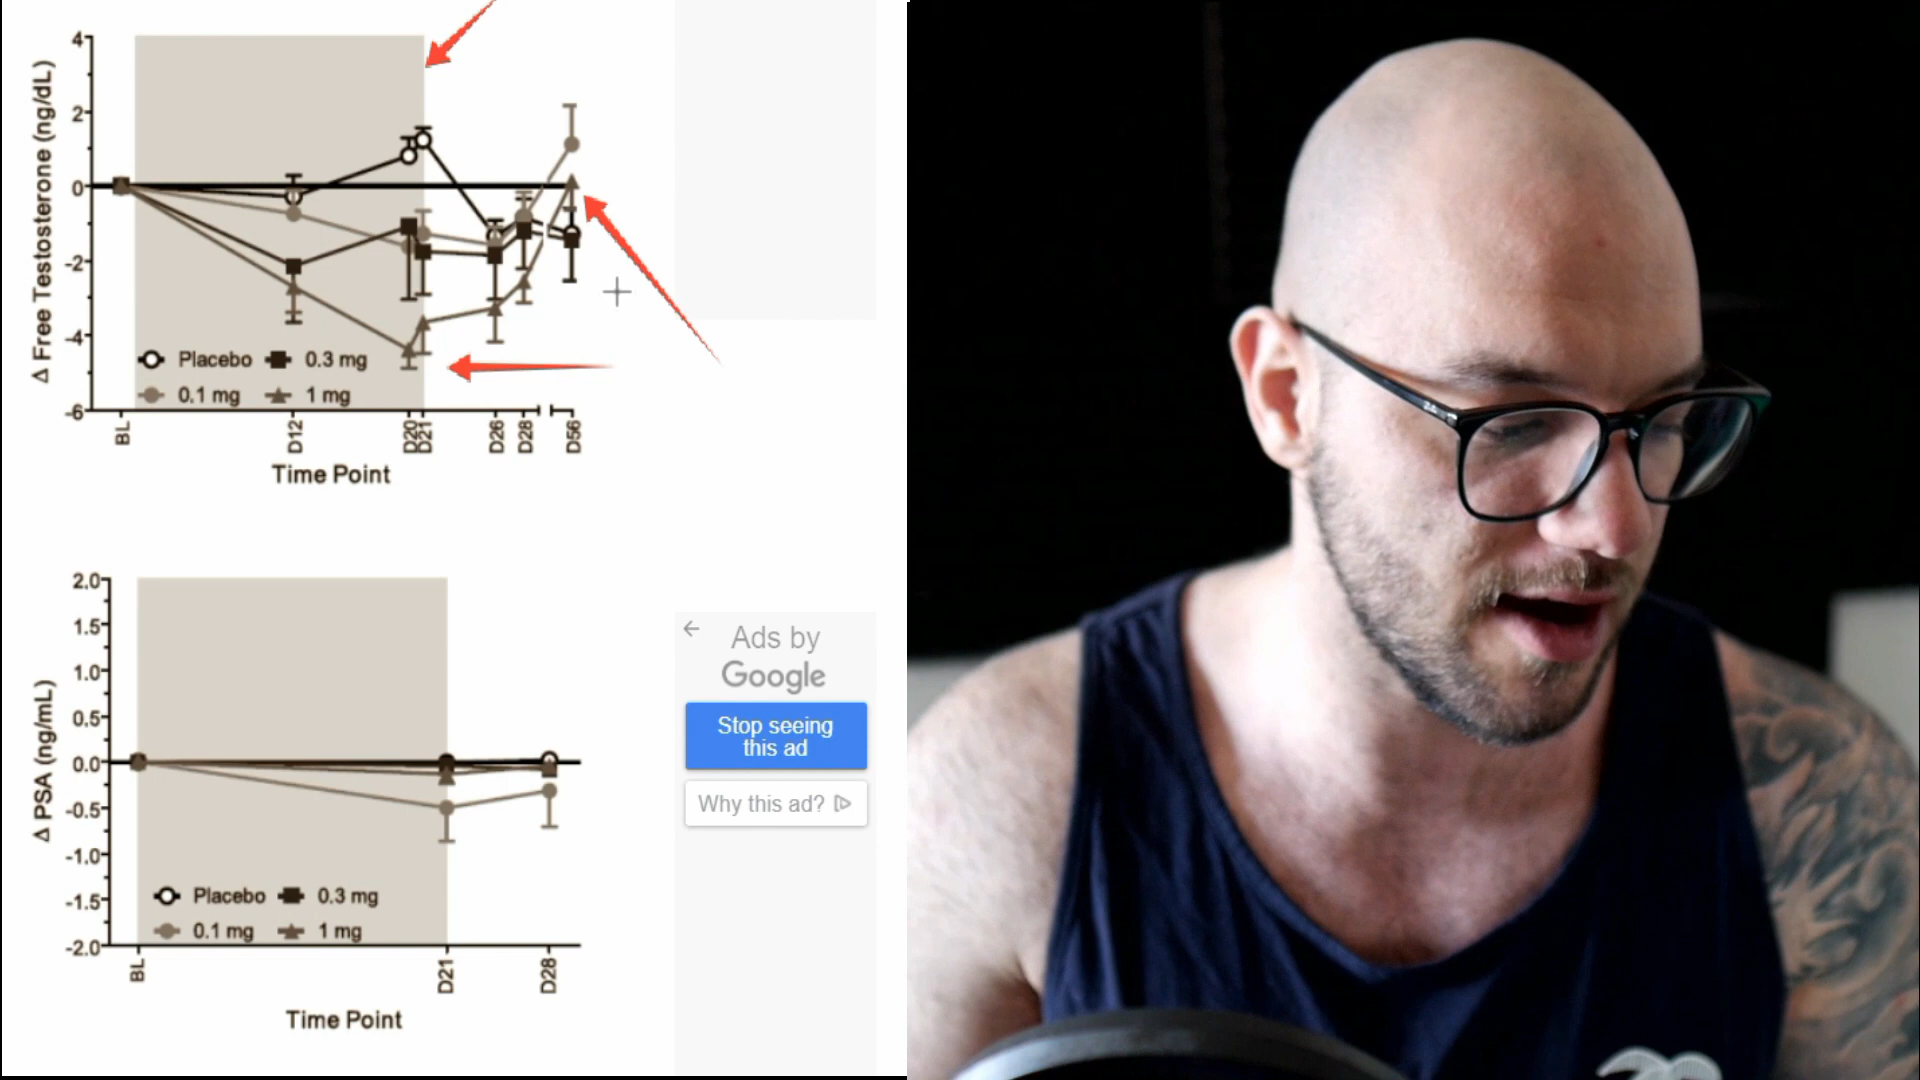 4
2
0
-2
-4
-6
Δ Free Testosterone (ng/dL)
Placebo 0.3 mg
0.1 mg 1 mg
BL D12 D20 D21 D26 D28 D56
Time Point
2.0
1.5
1.0
0.5
0.0
-0.5
-1.0
-1.5
-2.0
Δ PSA (ng/mL)
Placebo 0.3 mg
0.1 mg 1 mg
BL D21 D28
Time Point
Ads by
Google
Stop seeing
this ad
Why this ad?